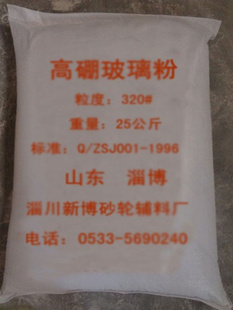 高硼玻璃粉
粒度：320#
重量：25公斤
标准：Q/ZSJ001-1996
山东 淄博
淄川新博砂轮辅料厂
电话：0533-5690240